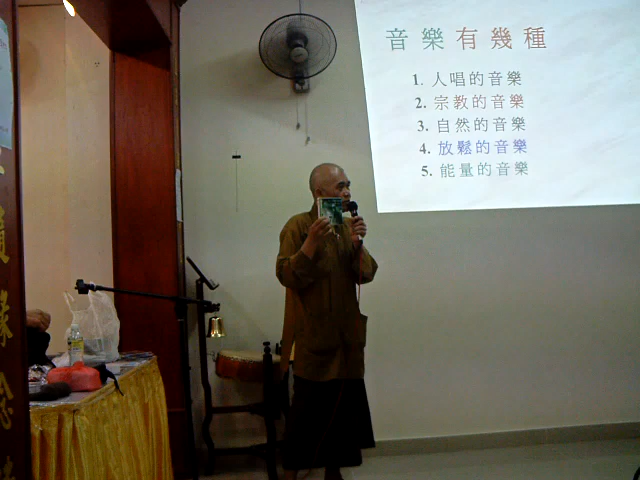 音樂有幾種
1. 人唱的音樂
2. 宗教的音樂
3. 自然的音樂
4. 放鬆的音樂
5. 能量的音樂